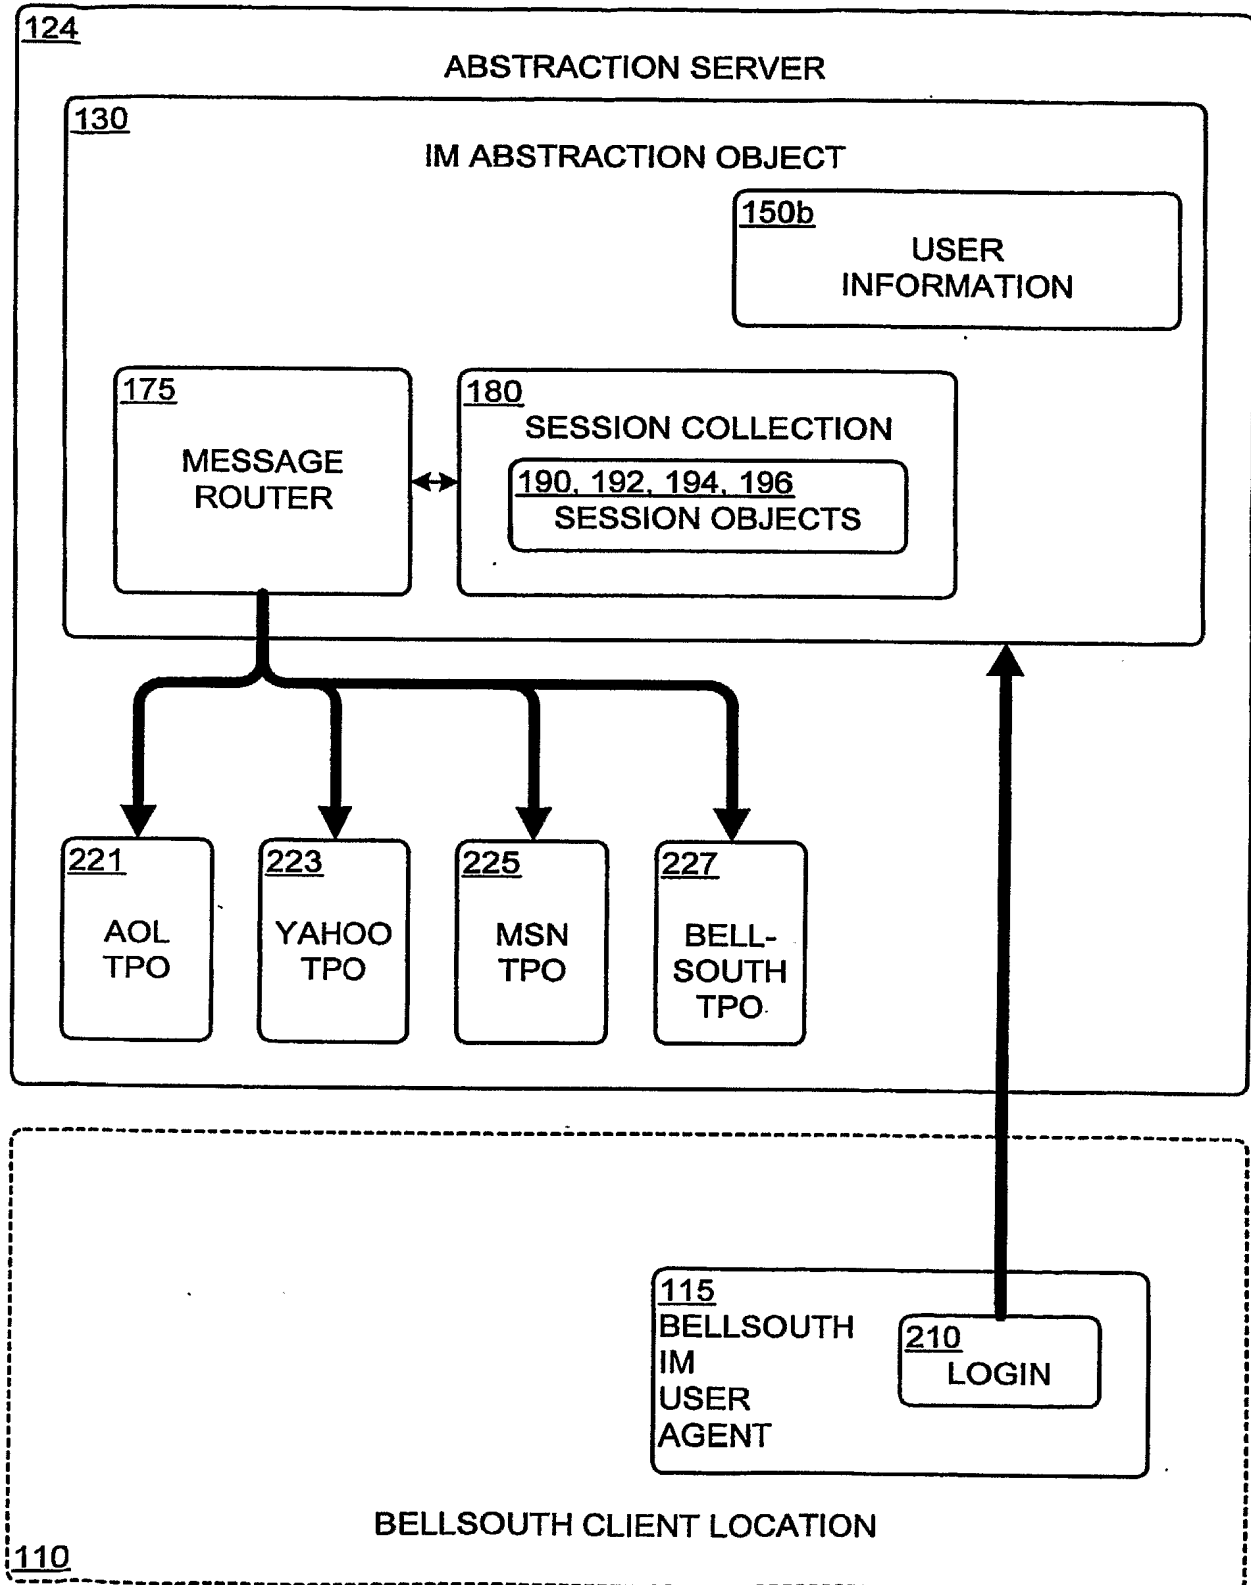 124
ABSTRACTION SERVER
130
IM ABSTRACTION OBJECT
150b
USER
INFORMATION
175
MESSAGE
ROUTER
180
SESSION COLLECTION
190, 192, 194, 196
SESSION OBJECTS
221
AOL
TPO
223
YAHOO
TPO
225
MSN
TPO
227
BELL-
SOUTH
TPO
115
BELLSOUTH
IM
USER
AGENT
210
LOGIN
BELLSOUTH CLIENT LOCATION
110